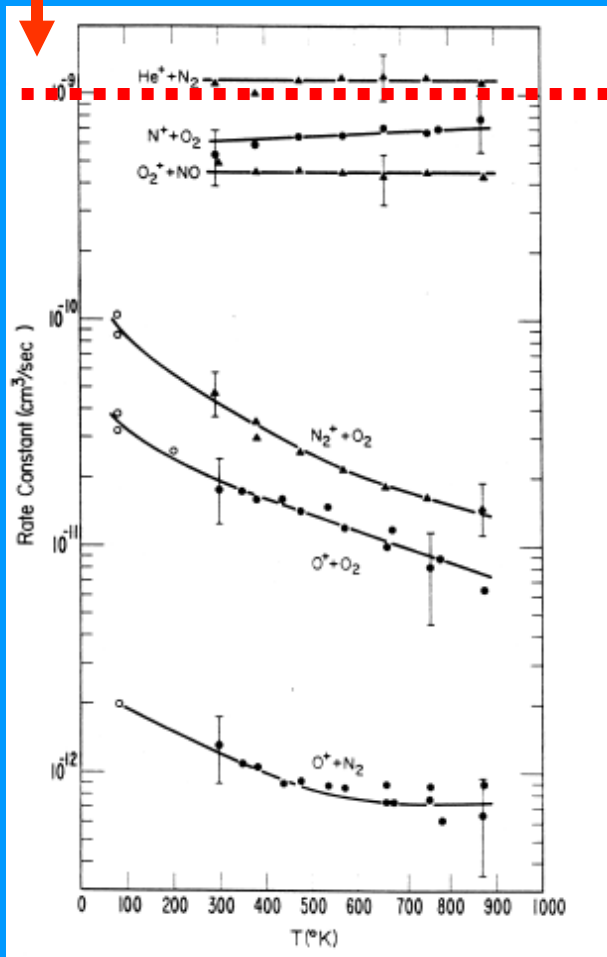 He⁺+N₂
10⁻⁹
N⁺+O₂
O₂⁺+NO
10⁻¹⁰
Rate Constant (cm³/sec)
N₂⁺+O₂
10⁻¹¹
O⁺+O₂
10⁻¹²
O⁺+N₂
0 100 200 300 400 500 600 700 800 900 1000
T(°K)